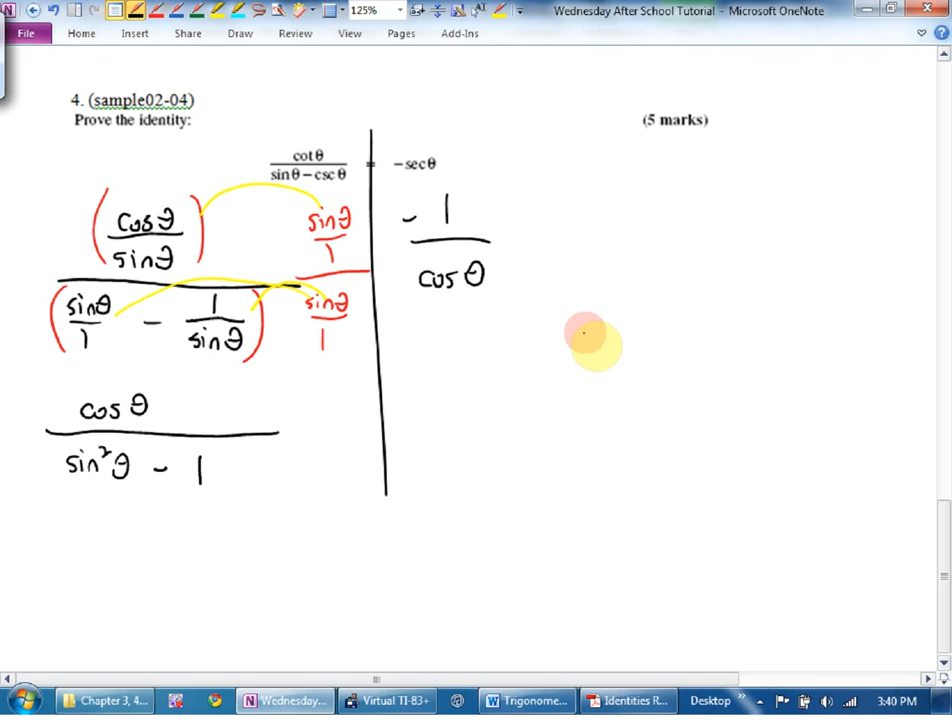 125%
Wednesday After School Tutorial - Microsoft OneNote
File Home Insert Share Draw Review View Pages Add-Ins
4. (sample02-04)
Prove the identity: (5 marks)
cotθ
sinθ − cscθ
= −secθ
(cosθ / sinθ) sinθ / 1
(sinθ / 1 − 1 / sinθ) sinθ / 1
- 1
cosθ
cosθ
sin²θ − 1
Chapter 3, 4 Wednesday... Virtual TI-83+ Trigonome... Identities R... Desktop » 3:40 PM